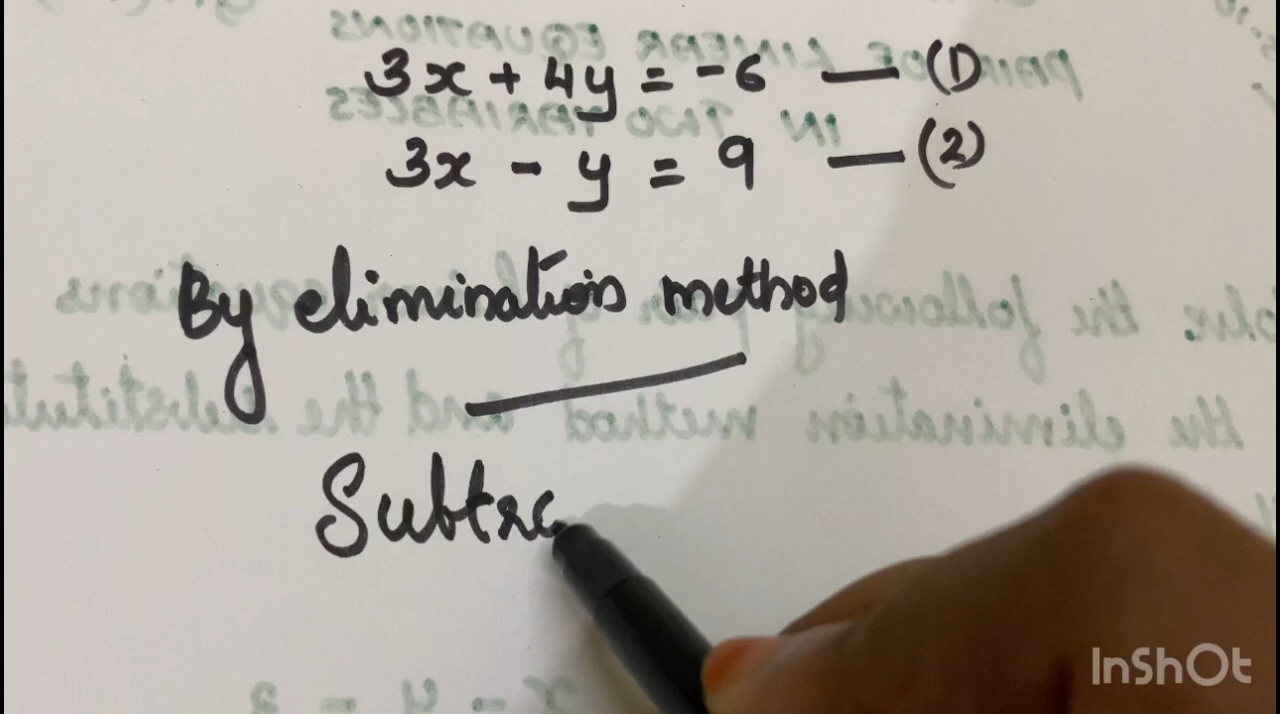 3x + 4y = -6 — (1)
3x - y = 9 — (2)
By elimination method
Subtra
InShOt